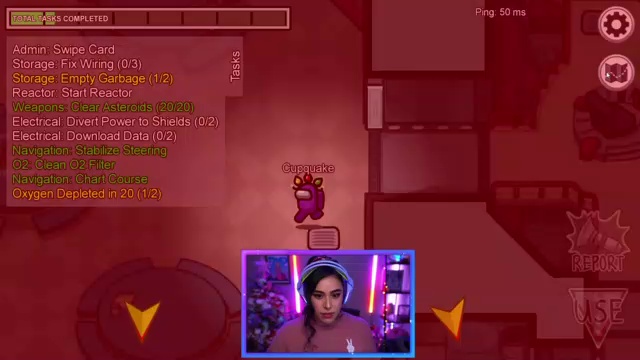 TOTAL TASKS COMPLETED
Ping: 50 ms
Admin: Swipe Card
Storage: Fix Wiring (0/3)
Storage: Empty Garbage (1/2)
Reactor: Start Reactor
Weapons: Clear Asteroids (20/20)
Electrical: Divert Power to Shields (0/2)
Electrical: Download Data (0/2)
Navigation: Stabilize Steering
O2: Clean O2 Filter
Navigation: Chart Course
Oxygen Depleted in 20 (1/2)
Tasks
Cupquake
REPORT
USE